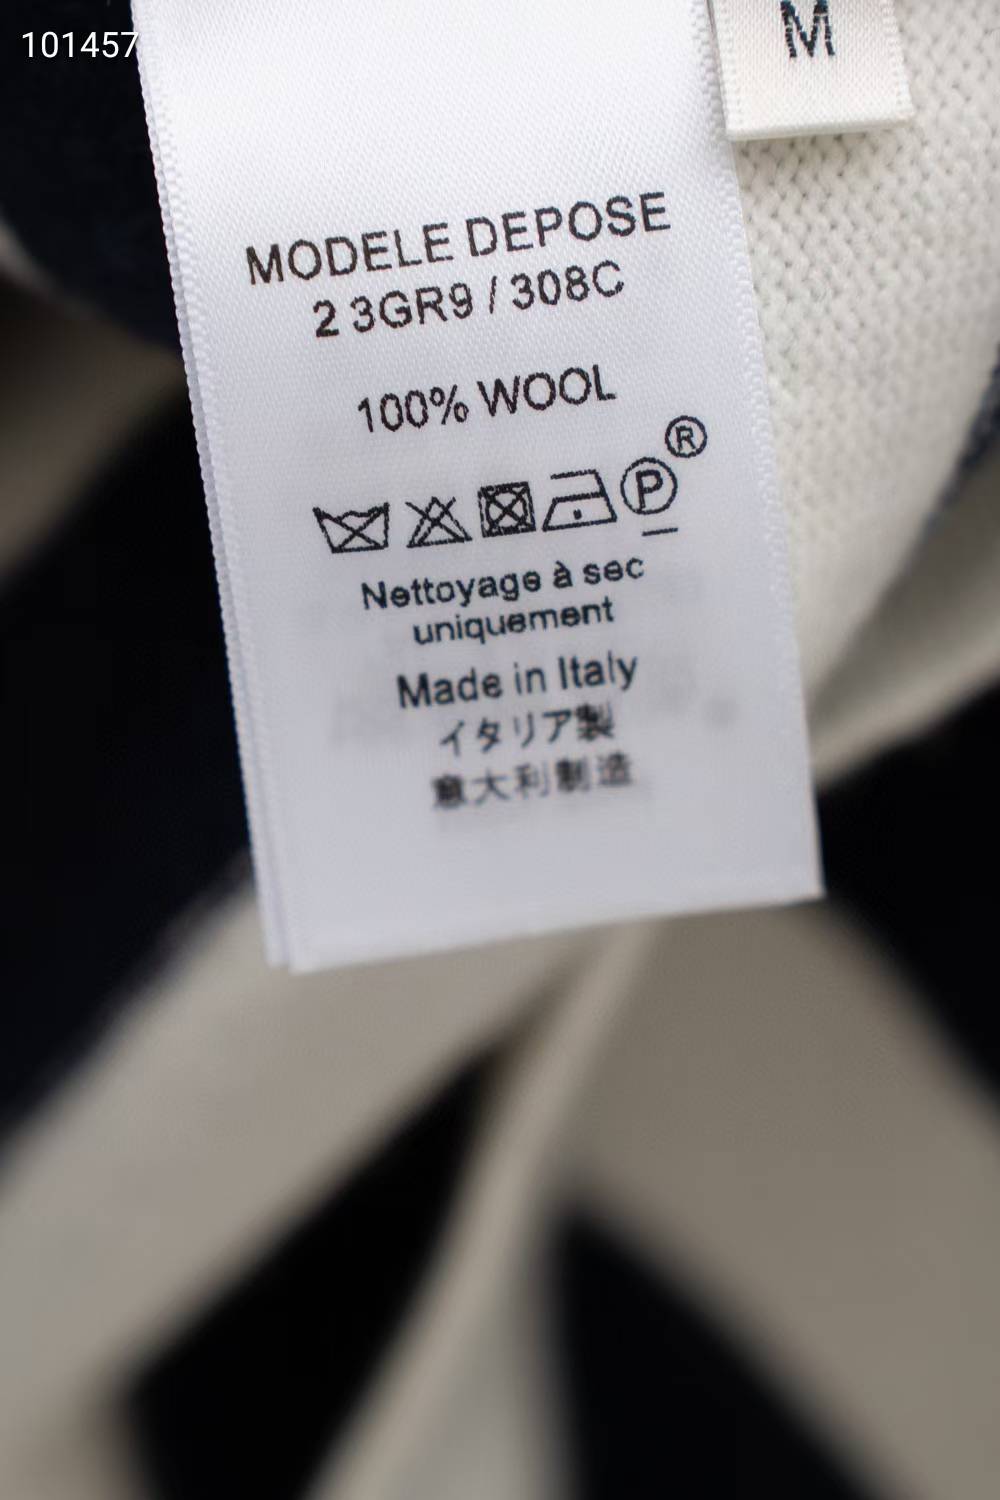 101457
M
MODELE DEPOSE
2 3GR9 / 308C
100% WOOL
®
P
Nettoyage à sec
uniquement
Made in Italy
イタリア製
意大利制造